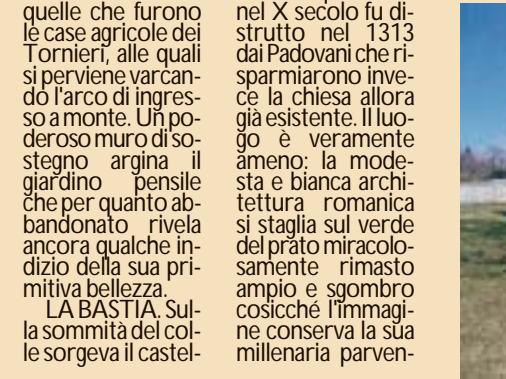 quelle che furono
le case agricole dei
Tornieri, alle quali
si perviene varcan-
do l'arco di ingres-
so a monte. Un po-
deroso muro di so-
stegno argina il
giardino pensile
che per quanto ab-
bandonato rivela
ancora qualche in-
dizio della sua pri-
mitiva bellezza.
LA BASTIA. Sul-
la sommità del col-
le sorgeva il castel-
nel X secolo fu di-
strutto nel 1313
dai Padovani che ri-
sparmiarono inve-
ce la chiesa allora
già esistente. Il luo-
go è veramente
ameno: la mode-
sta e bianca archi-
tettura romanica
si staglia sul verde
del prato miracolo-
samente rimasto
ampio e sgombro
cosicché l'immagi-
ne conserva la sua
millenaria parven-